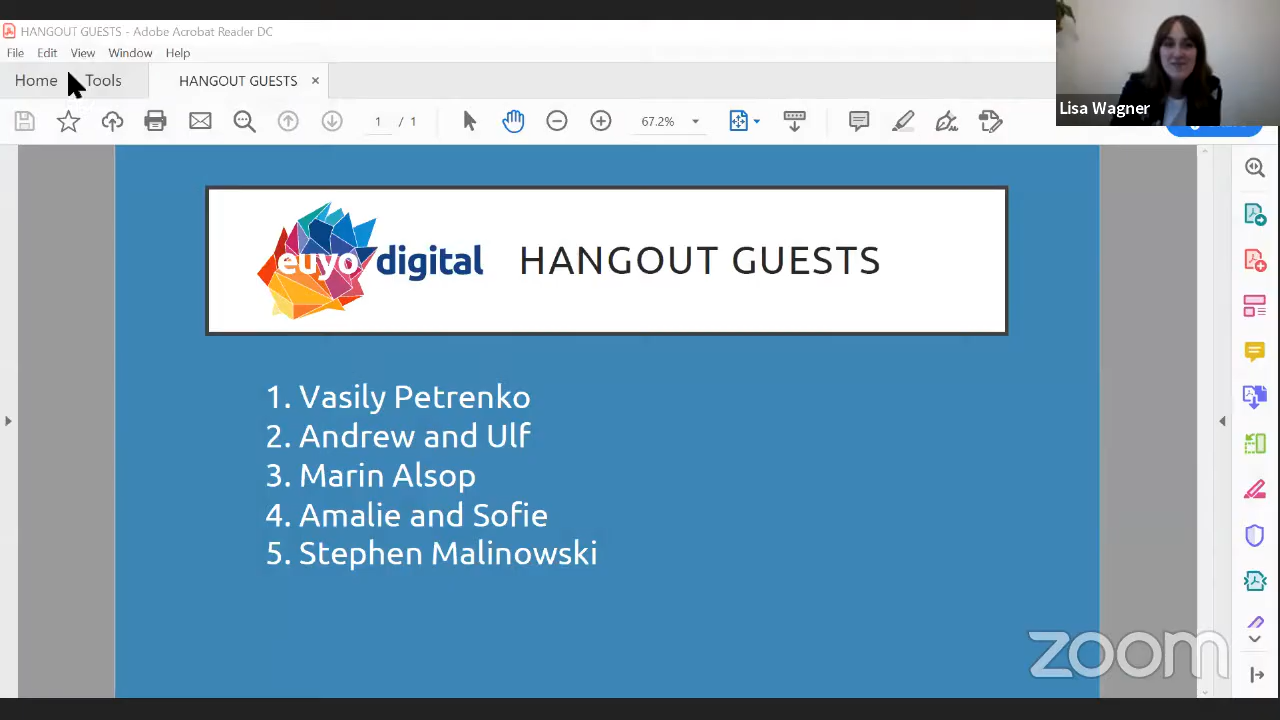 HANGOUT GUESTS - Adobe Acrobat Reader DC
File Edit View Window Help
Home Tools HANGOUT GUESTS ×
1 / 1 67.2%
Lisa Wagner
euyo digital HANGOUT GUESTS
1. Vasily Petrenko
2. Andrew and Ulf
3. Marin Alsop
4. Amalie and Sofie
5. Stephen Malinowski
zoom